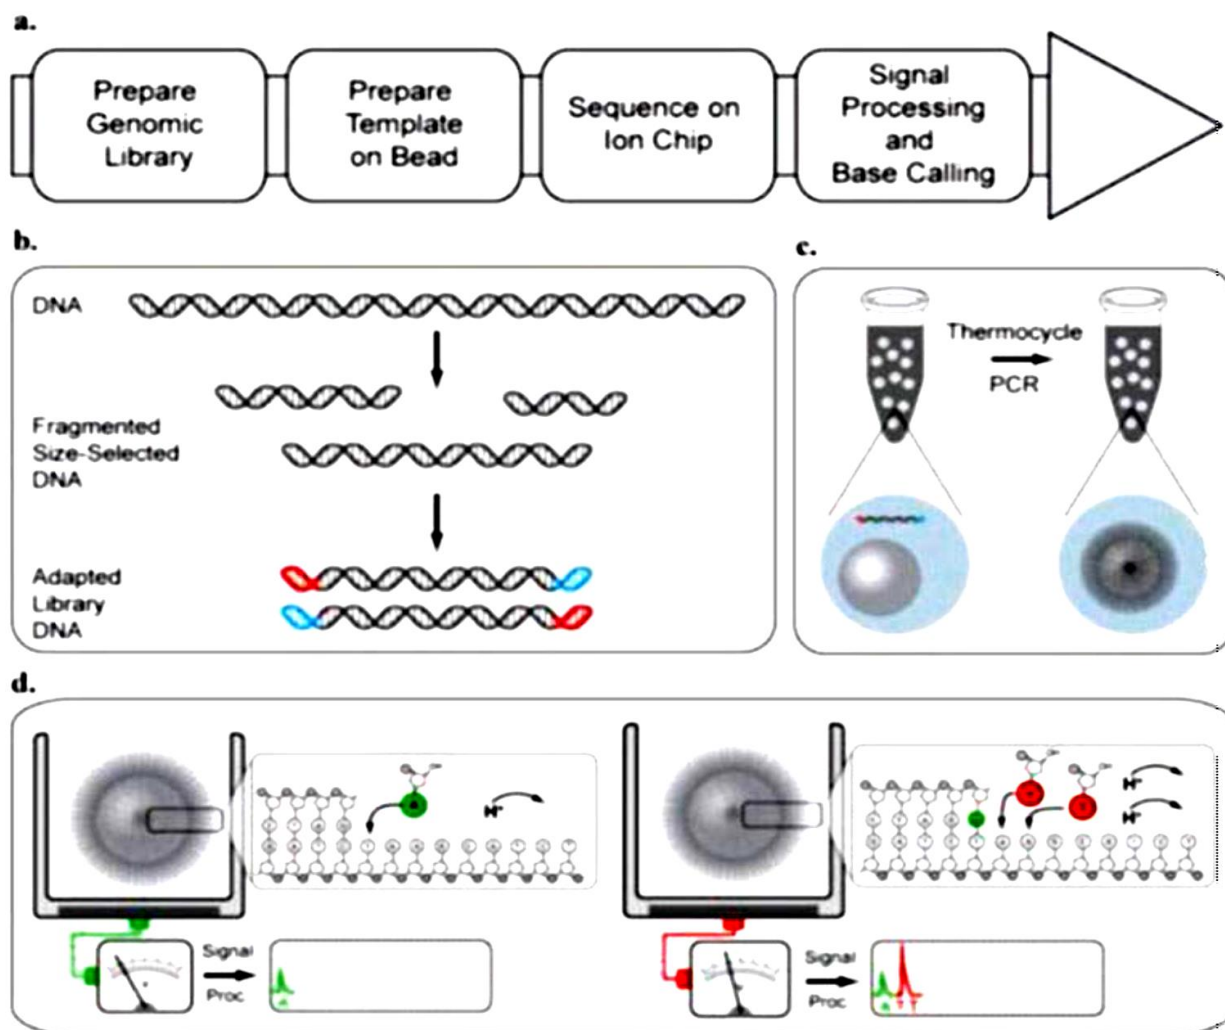 a.
Prepare
Genomic
Library
Prepare
Template
on Bead
Sequence on
Ion Chip
Signal
Processing
and
Base Calling
b.
DNA
Fragmented
Size-Selected
DNA
Adapted
Library
DNA
c.
Thermocycle
PCR
d.
H⁺
Signal
Proc
H⁺
H⁺
Signal
Proc